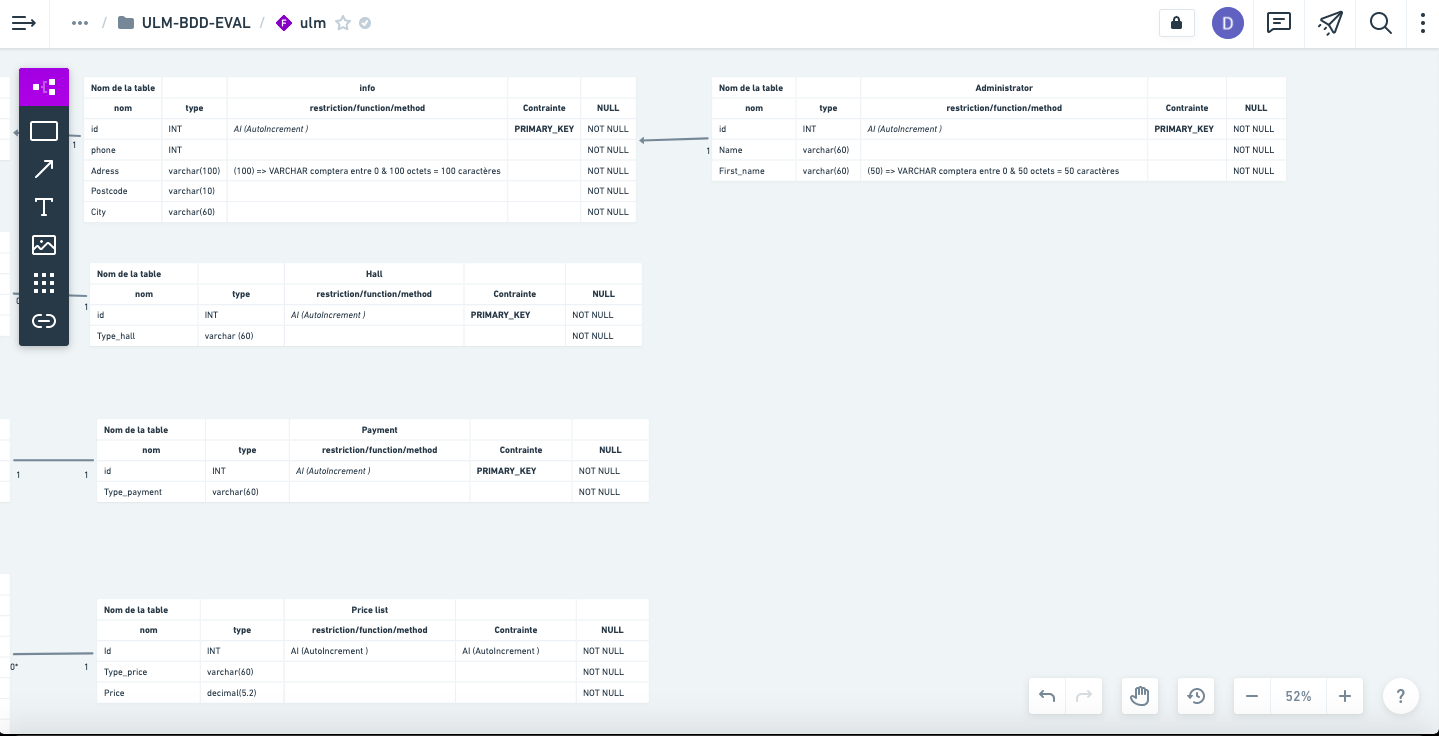 ••• / ULM-BDD-EVAL / F ulm
D
Nom de la table info
nom type restriction/function/method Contrainte NULL
id INT AI (AutoIncrement ) PRIMARY_KEY NOT NULL
phone INT NOT NULL
Adress varchar(100) (100) => VARCHAR comptera entre 0 & 100 octets = 100 caractères NOT NULL
Postcode varchar(10) NOT NULL
City varchar(60) NOT NULL
1
Nom de la table Administrator
nom type restriction/function/method Contrainte NULL
id INT AI (AutoIncrement ) PRIMARY_KEY NOT NULL
Name varchar(60) NOT NULL
First_name varchar(60) (50) => VARCHAR comptera entre 0 & 50 octets = 50 caractères NOT NULL
1
T
Nom de la table Hall
nom type restriction/function/method Contrainte NULL
id INT AI (AutoIncrement ) PRIMARY_KEY NOT NULL
Type_hall varchar (60) NOT NULL
1
Nom de la table Payment
nom type restriction/function/method Contrainte NULL
id INT AI (AutoIncrement ) PRIMARY_KEY NOT NULL
Type_payment varchar(60) NOT NULL
1 1
Nom de la table Price list
nom type restriction/function/method Contrainte NULL
Id INT AI (AutoIncrement ) AI (AutoIncrement ) NOT NULL
Type_price varchar(60) NOT NULL
Price decimal(5.2) NOT NULL
0* 1
52% ?